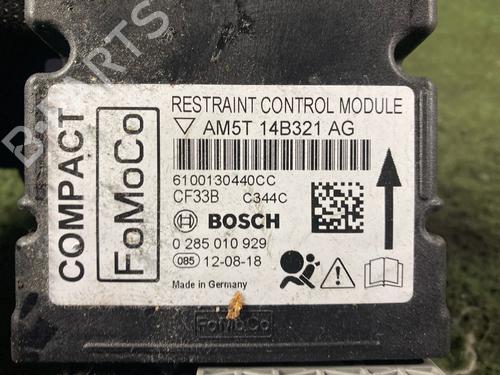 B-PARTS
COMPACT
FoMoCo
RESTRAINT CONTROL MODULE
AM5T 14B321 AG
6100130440CC
CF33B C344C
BOSCH
0 285 010 929
085 12-08-18
Made in Germany
FoMoCo